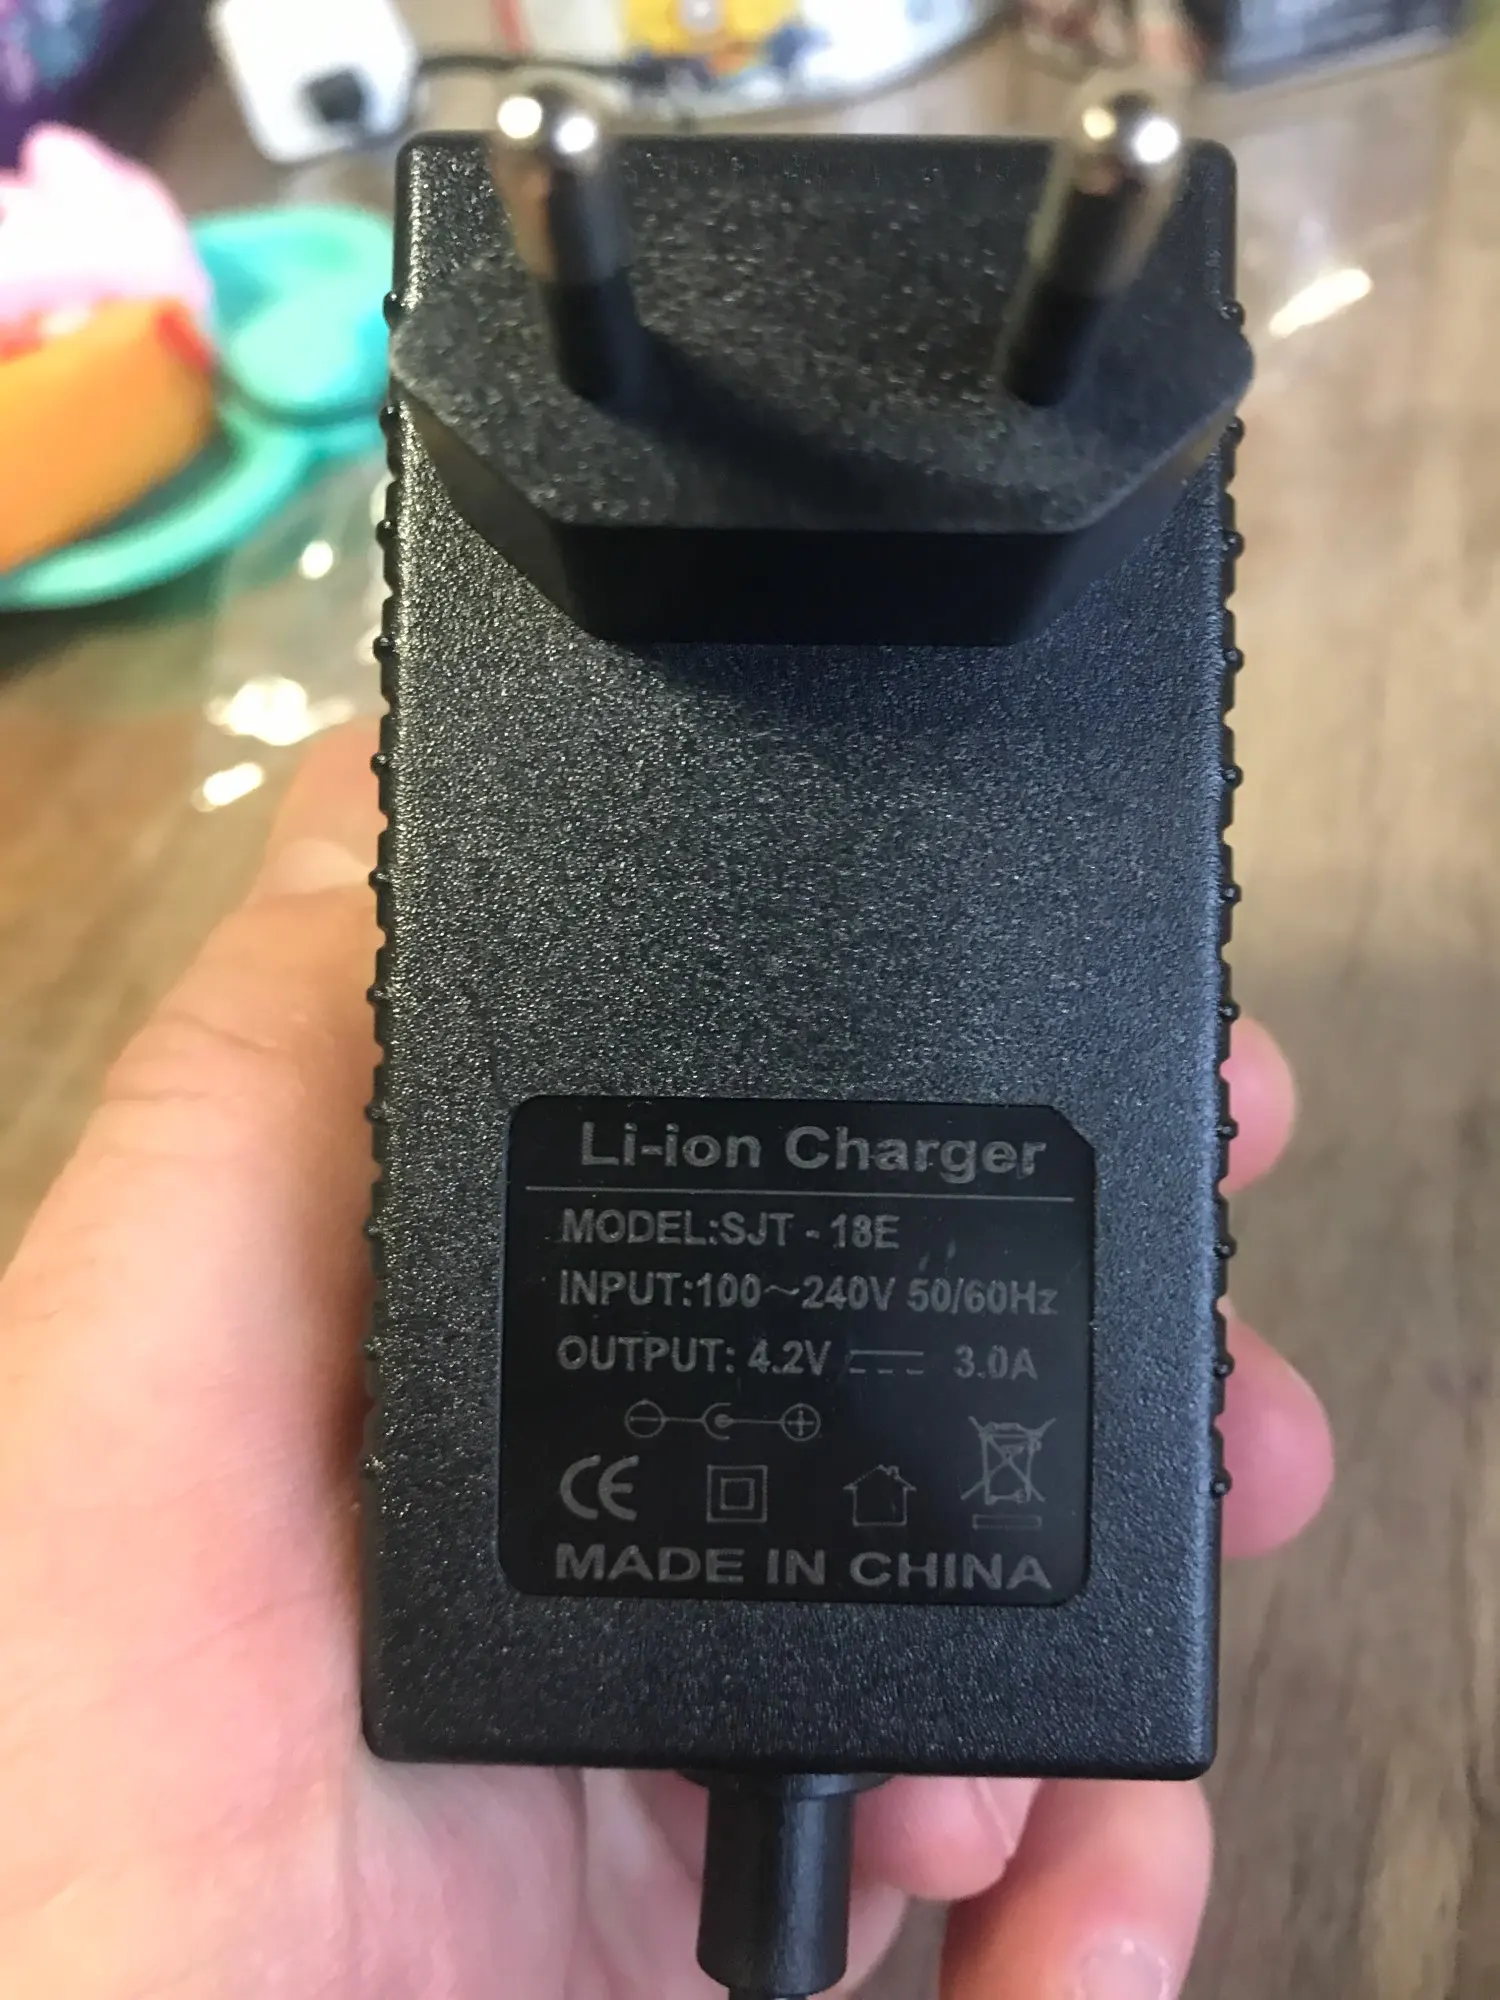 Li-ion Charger
MODEL:SJT - 18E
INPUT:100～240V 50/60Hz
OUTPUT: 4.2V ⎓ 3.0A
CE
MADE IN CHINA